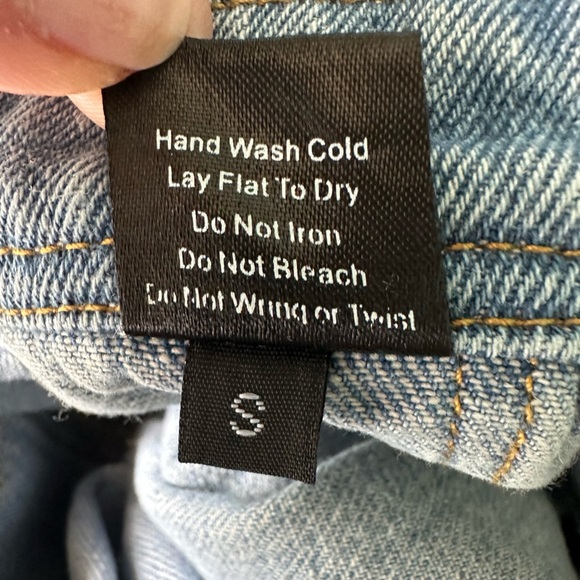 Hand Wash Cold
Lay Flat To Dry
Do Not Iron
Do Not Bleach
Do Not Wring or Twist
S